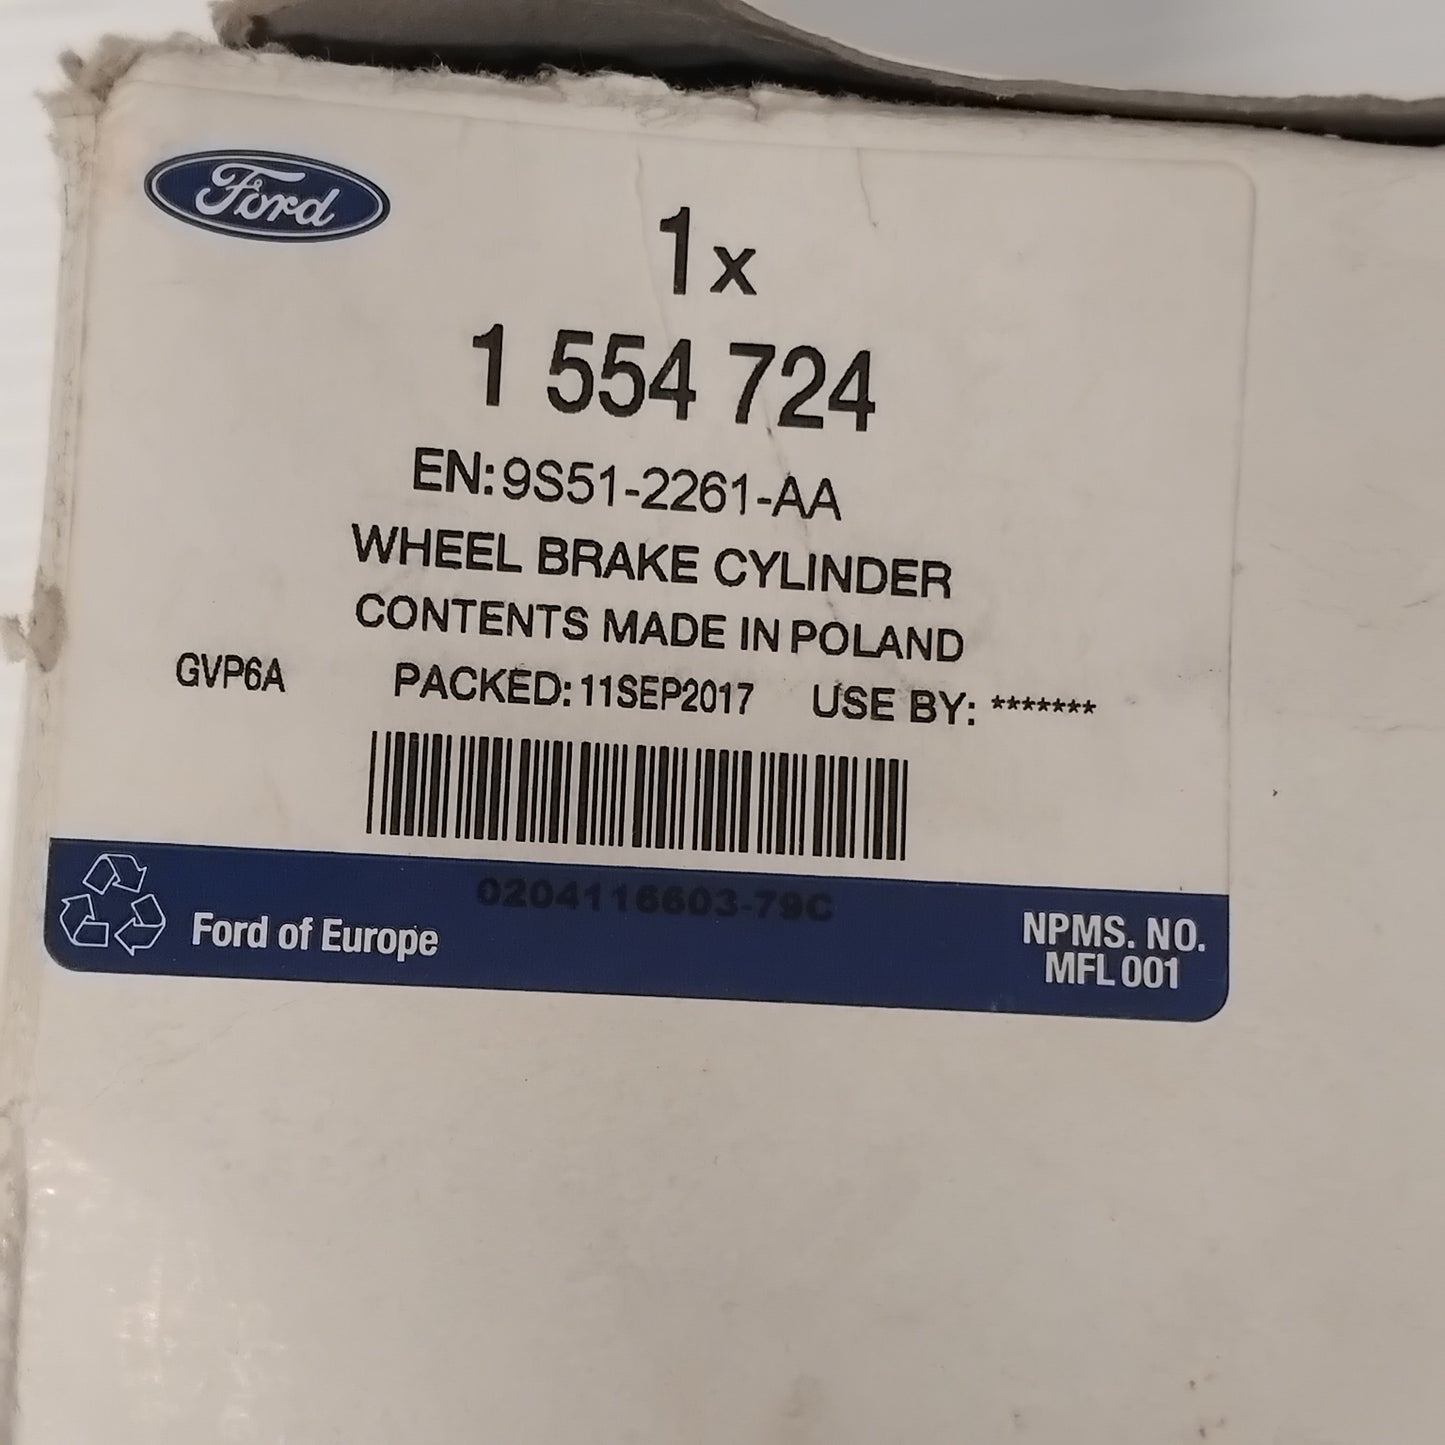 Ford
1x
1 554 724
EN:9S51-2261-AA
WHEEL BRAKE CYLINDER
CONTENTS MADE IN POLAND
GVP6A PACKED: 11SEP2017 USE BY: *******
0204116603-79C
Ford of Europe
NPMS. NO.
MFL 001